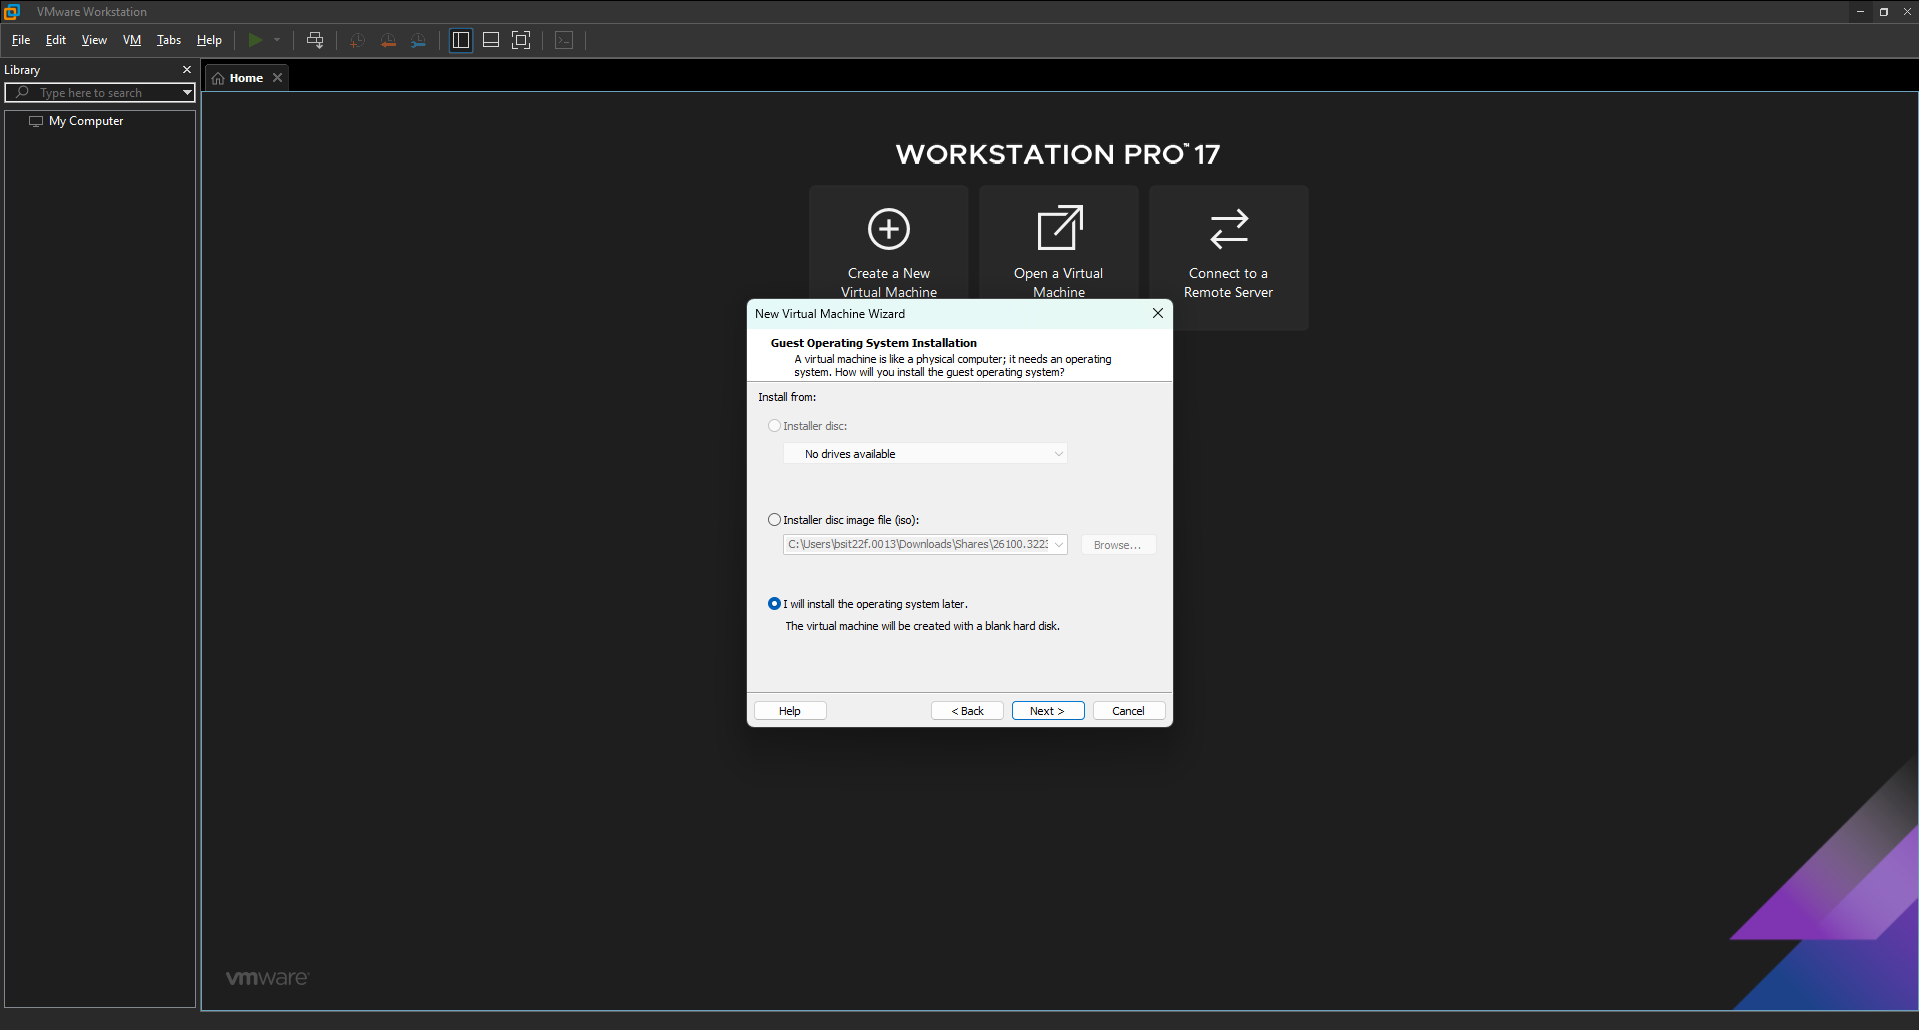 VMware Workstation
File Edit View VM Tabs Help
Library
Type here to search
My Computer
Home
WORKSTATION PRO™ 17
Create a New
Virtual Machine
Open a Virtual
Machine
Connect to a
Remote Server
New Virtual Machine Wizard
Guest Operating System Installation
A virtual machine is like a physical computer; it needs an operating
system. How will you install the guest operating system?
Install from:
Installer disc:
No drives available
Installer disc image file (iso):
C:\Users\bsit22f.0013\Downloads\Shares\26100.3223
Browse...
I will install the operating system later.
The virtual machine will be created with a blank hard disk.
Help
< Back
Next >
Cancel
vmware